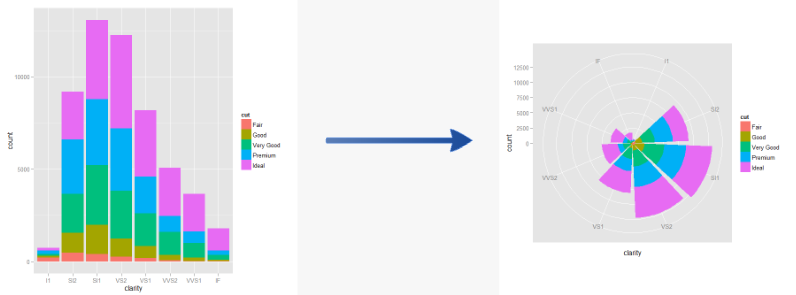 count
10000
5000
0
I1
SI2
SI1
VS2
VS1
VVS2
VVS1
IF
clarity
cut
Fair
Good
Very Good
Premium
Ideal
count
12500
10000
7500
5000
2500
0
IF
I1
VVS1
SI2
VVS2
SI1
VS1
VS2
clarity
cut
Fair
Good
Very Good
Premium
Ideal